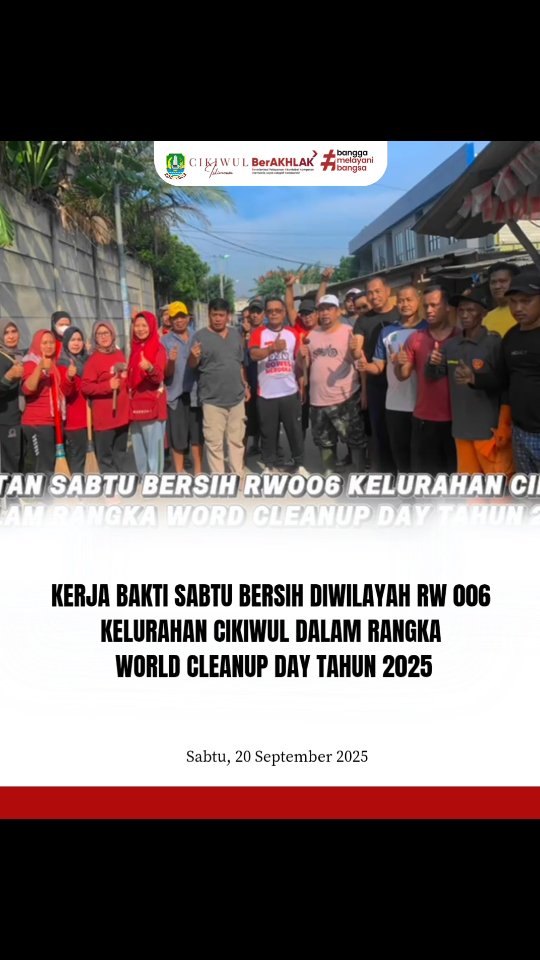 CIKIWUL
BerAKHLAK
#bangga
melayani
bangsa
TAN SABTU BERSIH RW006 KELURAHAN CI
LAM RANGKA WORD CLEANUP DAY TAHUN 2
KERJA BAKTI SABTU BERSIH DIWILAYAH RW 006
KELURAHAN CIKIWUL DALAM RANGKA
WORLD CLEANUP DAY TAHUN 2025
Sabtu, 20 September 2025